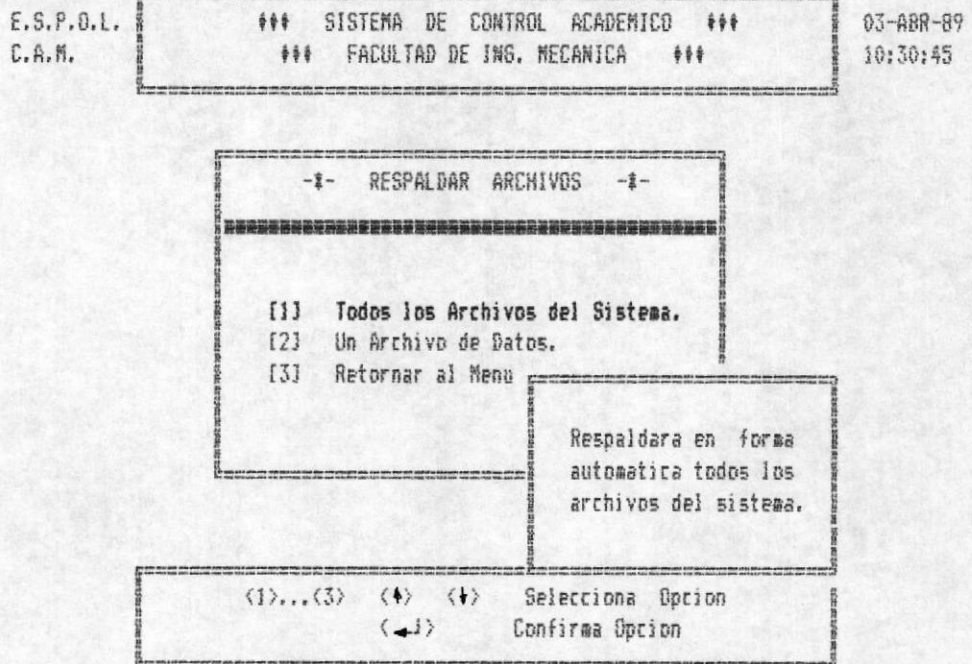 E.S.P.O.L. ♦♦♦ SISTEMA DE CONTROL ACADEMICO ♦♦♦ 03-ABR-89
C.A.M. ♦♦♦ FACULTAD DE ING. MECANICA ♦♦♦ 10:30:45
-*- RESPALDAR ARCHIVOS -*-
[1] Todos los Archivos del Sistema.
[2] Un Archivo de Datos.
[3] Retornar al Menu
Respaldara en forma
automatica todos los
archivos del sistema.
<1>...<3> <↑> <↓> Selecciona Opcion
<↵> Confirma Opcion